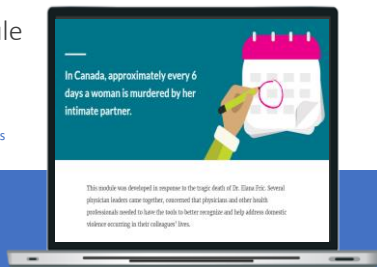 In Canada, approximately every 6
days a woman is murdered by her
intimate partner.
This module was developed in response to the tragic death of Dr. Elana Fric. Several
physician leaders came together, concerned that physicians and other health
professionals needed to have the tools to better recognize and help address domestic
violence occurring in their colleagues' lives.